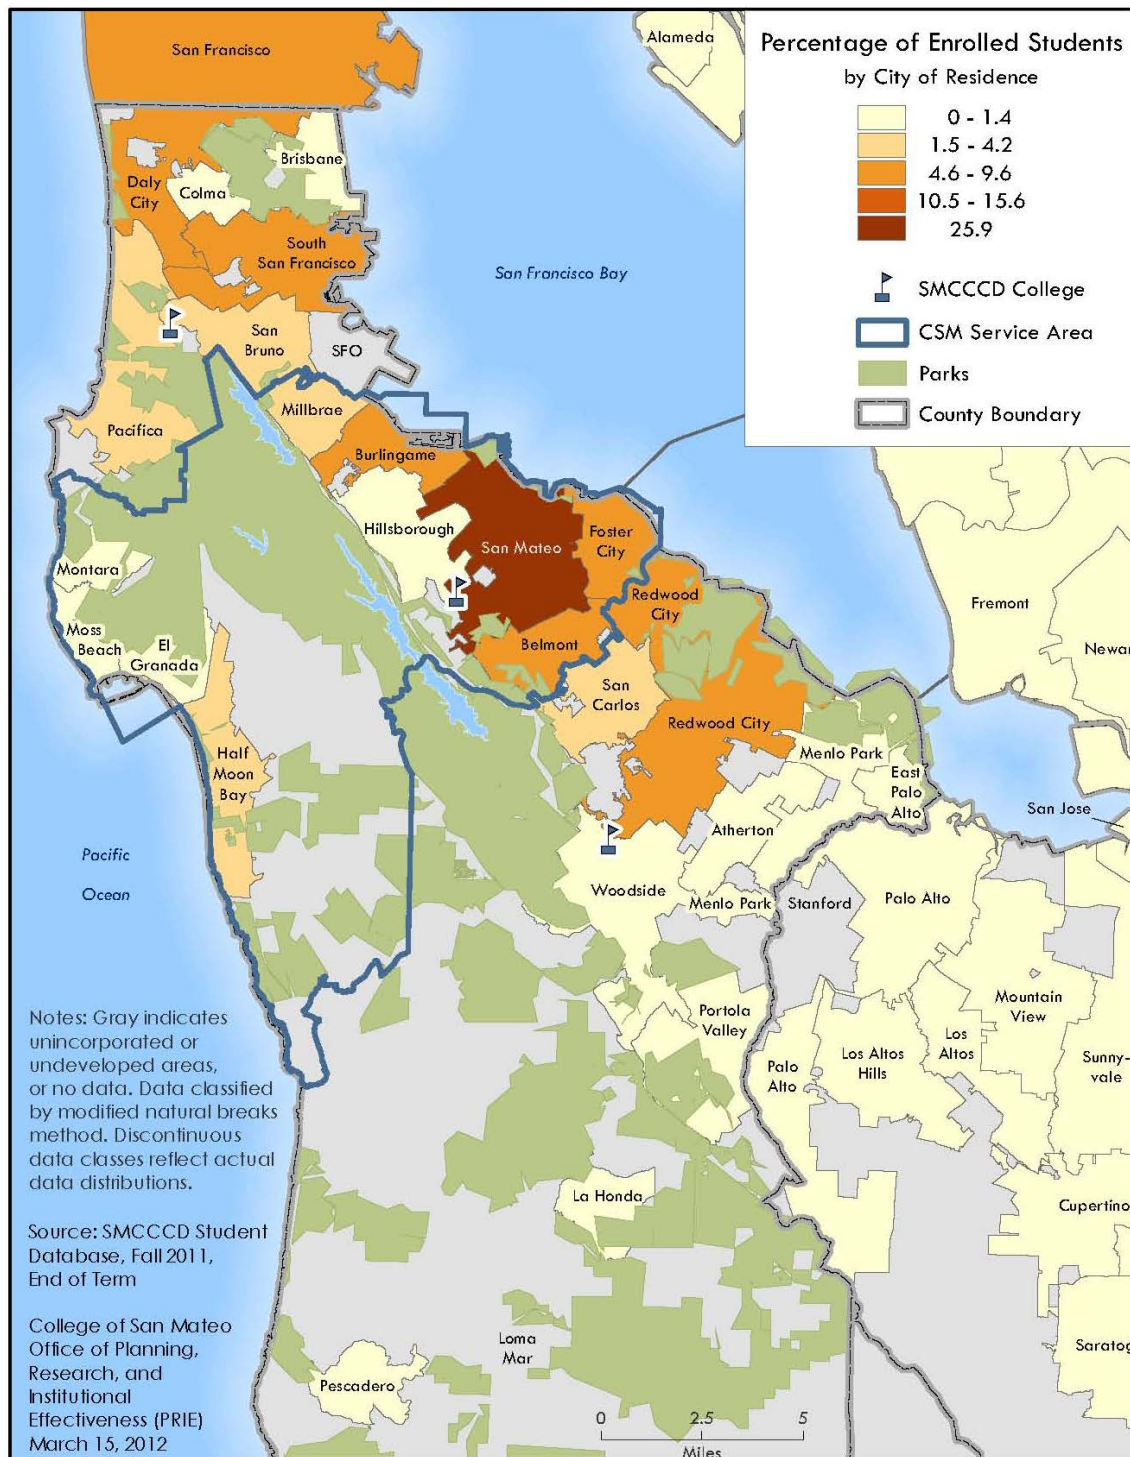 San Francisco
Alameda
Percentage of Enrolled Students
by City of Residence
0 - 1.4
1.5 - 4.2
4.6 - 9.6
10.5 - 15.6
25.9
SMCCCD College
CSM Service Area
Parks
County Boundary
Brisbane
Daly
City
Colma
South
San Francisco
San Francisco Bay
San
Bruno
SFO
Millbrae
Pacifica
Burlingame
Hillsborough
San Mateo
Foster
City
Montara
Redwood
City
Fremont
Moss
Beach
El
Granada
Belmont
Newar
San
Carlos
Redwood City
Half
Moon
Bay
Menlo Park
East
Palo
Alto
San Jose
Atherton
Pacific
Ocean
Woodside
Menlo Park
Stanford
Palo Alto
Portola
Valley
Mountain
View
Los
Altos
Los Altos
Hills
Palo
Alto
Sunny-
vale
Notes: Gray indicates
unincorporated or
undeveloped areas,
or no data. Data classified
by modified natural breaks
method. Discontinuous
data classes reflect actual
data distributions.
La Honda
Cupertino
Source: SMCCCD Student
Database, Fall 2011,
End of Term
College of San Mateo
Office of Planning,
Research, and
Institutional
Effectiveness (PRIE)
March 15, 2012
Loma
Mar
Saratog
Pescadero
0 2.5 5
Miles